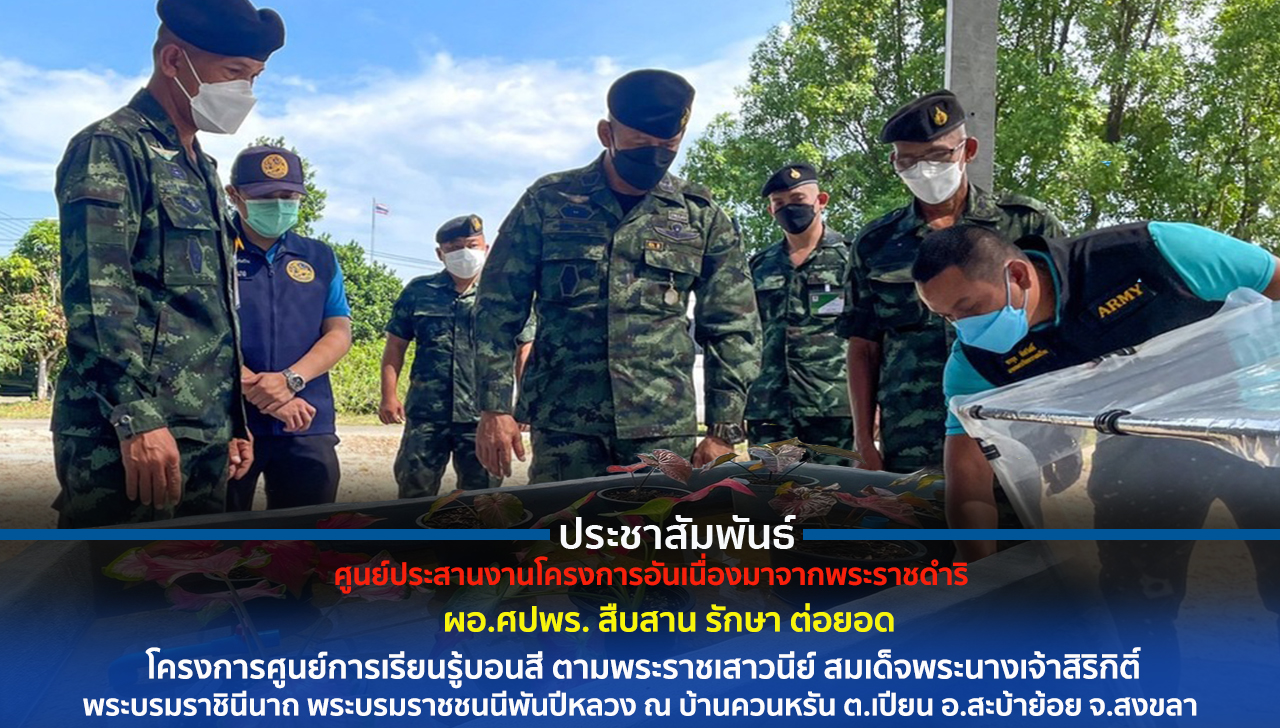 ARMY
ประชาสัมพันธ์
ศูนย์ประสานงานโครงการอันเนื่องมาจากพระราชดำริ
ผอ.ศปพร. สืบสาน รักษา ต่อยอด
โครงการศูนย์การเรียนรู้บอนสี ตามพระราชเสาวนีย์ สมเด็จพระนางเจ้าสิริกิติ์
พระบรมราชินีนาถ พระบรมราชชนนีพันปีหลวง ณ บ้านควนหรัน ต.เปียน อ.สะบ้าย้อย จ.สงขลา